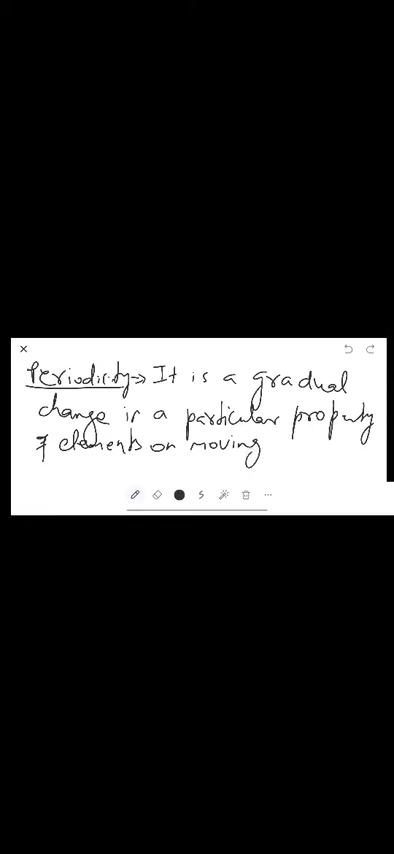 Periodicity → It is a gradual
change in a particular property
of elements on moving